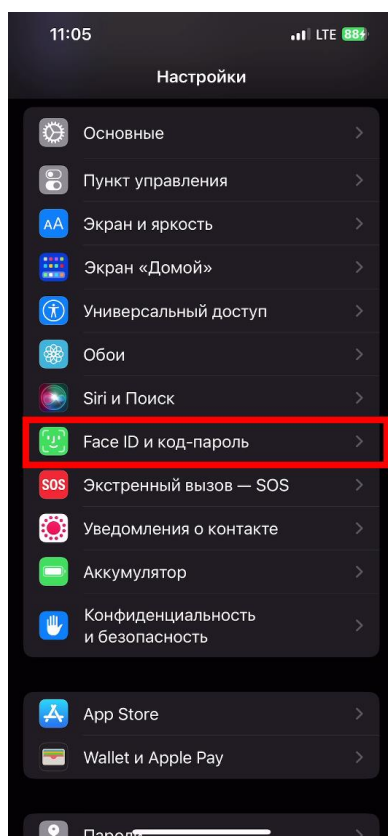 11:05 LTE 88
Настройки
Основные
Пункт управления
AA Экран и яркость
Экран «Домой»
Универсальный доступ
Обои
Siri и Поиск
Face ID и код-пароль
SOS Экстренный вызов — SOS
Уведомления о контакте
Аккумулятор
Конфиденциальность
и безопасность
App Store
Wallet и Apple Pay